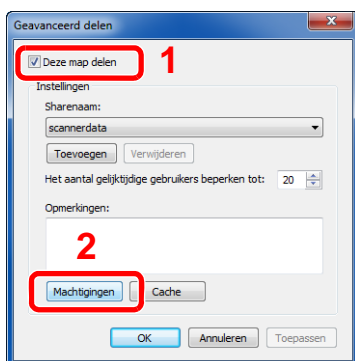 Geavanceerd delen
Deze map delen 1
Instellingen
Sharenaam:
scannerdata
Toevoegen Verwijderen
Het aantal gelijktijdige gebruikers beperken tot: 20
Opmerkingen:
2
Machtigingen Cache
OK Annuleren Toepassen